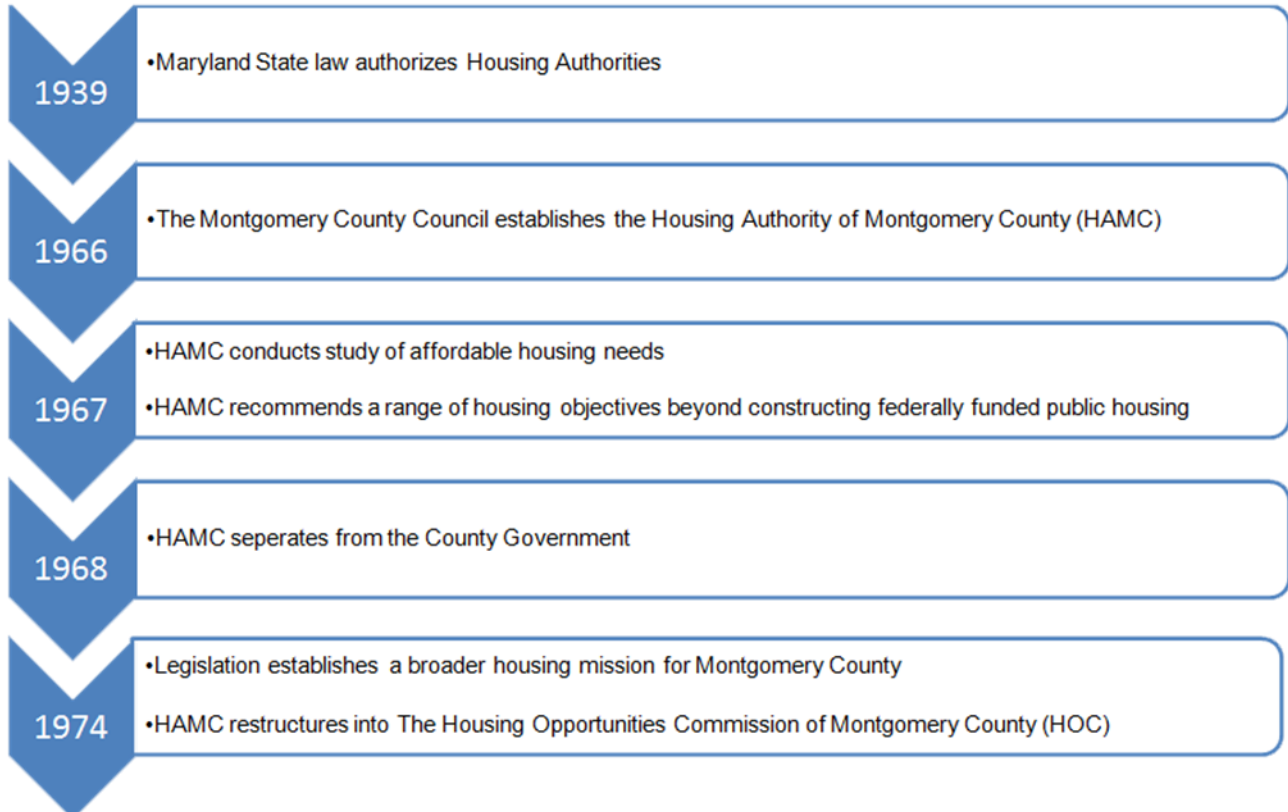 1939
•Maryland State law authorizes Housing Authorities
1966
•The Montgomery County Council establishes the Housing Authority of Montgomery County (HAMC)
1967
•HAMC conducts study of affordable housing needs
•HAMC recommends a range of housing objectives beyond constructing federally funded public housing
1968
•HAMC seperates from the County Government
1974
•Legislation establishes a broader housing mission for Montgomery County
•HAMC restructures into The Housing Opportunities Commission of Montgomery County (HOC)